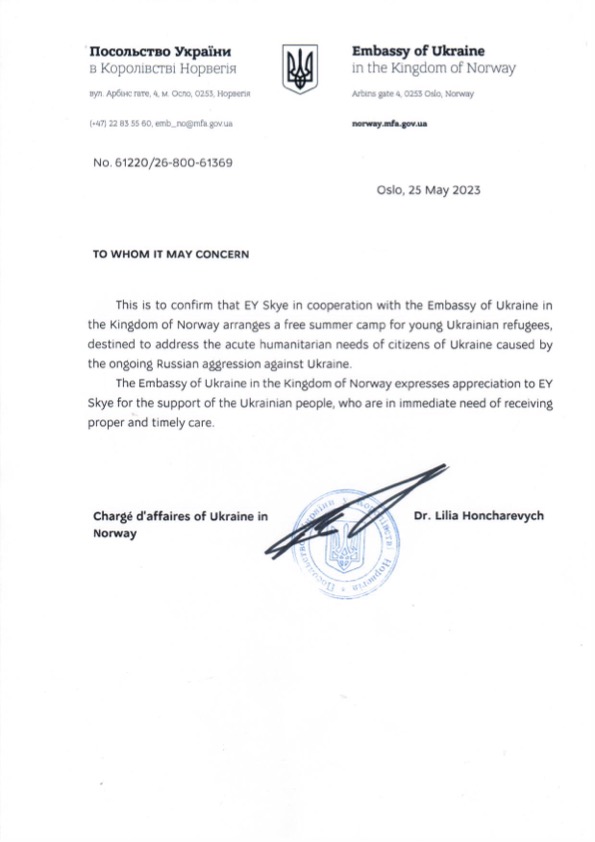 Посольство України
в Королівстві Норвегія
вул. Арбінс гате, 4, м. Осло, 0253, Норвегія
(+47) 22 83 55 60, emb_no@mfa.gov.ua
Embassy of Ukraine
in the Kingdom of Norway
Arbins gate 4, 0253 Oslo, Norway
norway.mfa.gov.ua
No. 61220/26-800-61369
Oslo, 25 May 2023
TO WHOM IT MAY CONCERN
This is to confirm that EY Skye in cooperation with the Embassy of Ukraine in
the Kingdom of Norway arranges a free summer camp for young Ukrainian refugees,
destined to address the acute humanitarian needs of citizens of Ukraine caused by
the ongoing Russian aggression against Ukraine.
The Embassy of Ukraine in the Kingdom of Norway expresses appreciation to EY
Skye for the support of the Ukrainian people, who are in immediate need of receiving
proper and timely care.
Chargé d'affaires of Ukraine in
Norway
Dr. Lilia Honcharevych
Посольство України в Королівстві Норвегія